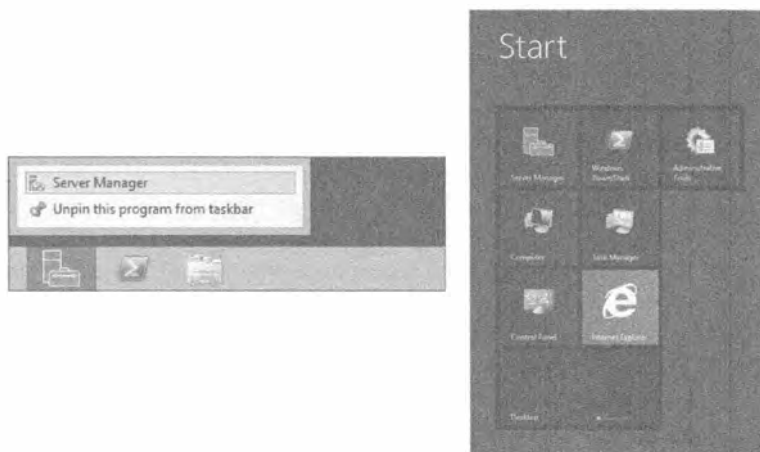 Server Manager
Unpin this program from taskbar
Start
Server Manager
Windows PowerShell
Administrative Tools
Computer
Task Manager
Control Panel
Internet Explorer
Desktop